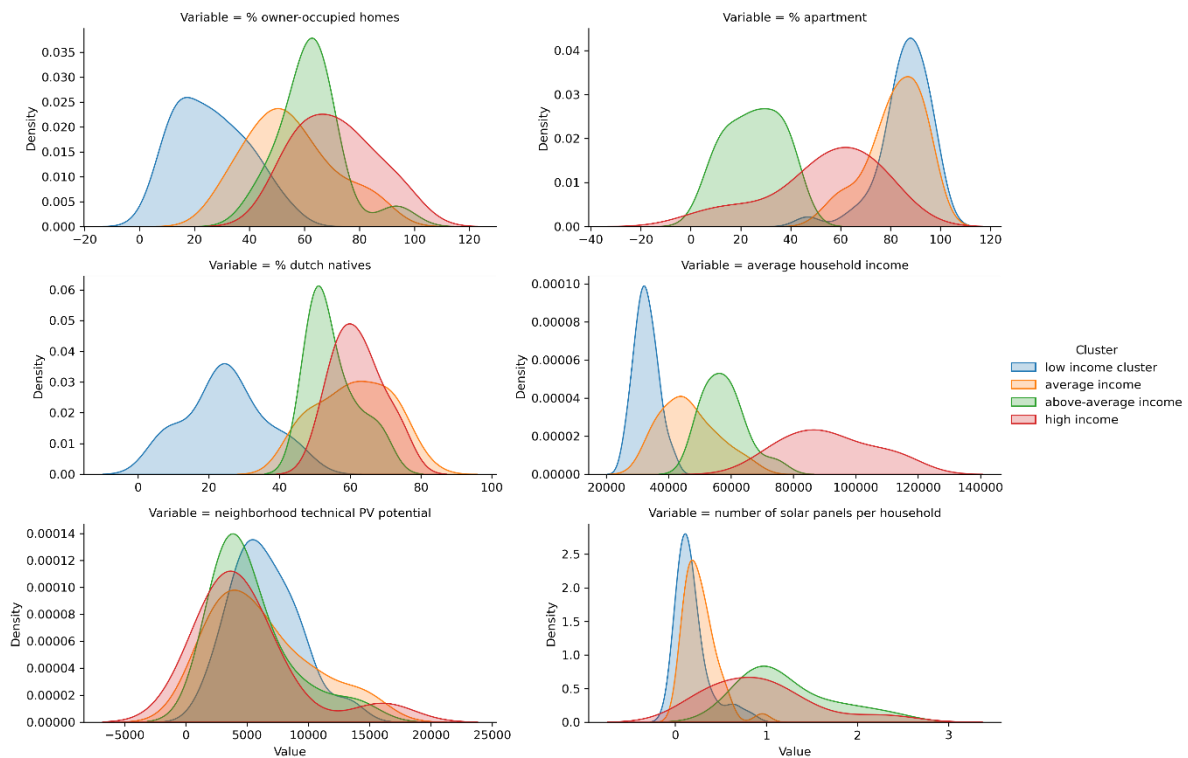 Variable = % owner-occupied homes
Density
0.035
0.030
0.025
0.020
0.015
0.010
0.005
0.000
−20 0 20 40 60 80 100 120
Variable = % apartment
Density
0.04
0.03
0.02
0.01
0.00
−40 −20 0 20 40 60 80 100 120
Variable = % dutch natives
Density
0.06
0.05
0.04
0.03
0.02
0.01
0.00
0 20 40 60 80 100
Variable = average household income
Density
0.00010
0.00008
0.00006
0.00004
0.00002
0.00000
20000 40000 60000 80000 100000 120000 140000
Cluster
low income cluster
average income
above-average income
high income
Variable = neighborhood technical PV potential
Density
0.00014
0.00012
0.00010
0.00008
0.00006
0.00004
0.00002
0.00000
−5000 0 5000 10000 15000 20000 25000
Value
Variable = number of solar panels per household
Density
2.5
2.0
1.5
1.0
0.5
0.0
0 1 2 3
Value